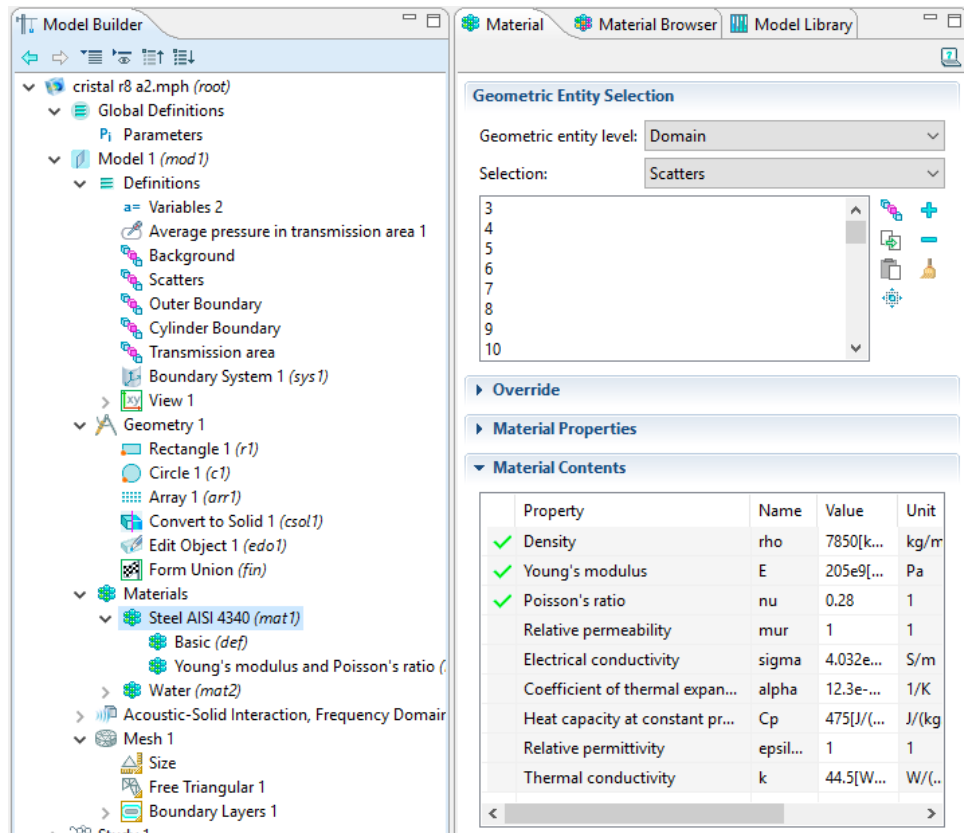 Model Builder
cristal r8 a2.mph (root)
Global Definitions
Pi Parameters
Model 1 (mod1)
Definitions
a= Variables 2
Average pressure in transmission area 1
Background
Scatters
Outer Boundary
Cylinder Boundary
Transmission area
Boundary System 1 (sys1)
xy View 1
Geometry 1
Rectangle 1 (r1)
Circle 1 (c1)
Array 1 (arr1)
Convert to Solid 1 (csol1)
Edit Object 1 (edo1)
Form Union (fin)
Materials
Steel AISI 4340 (mat1)
Basic (def)
Young's modulus and Poisson's ratio (
Water (mat2)
Acoustic-Solid Interaction, Frequency Domain
Mesh 1
Size
Free Triangular 1
Boundary Layers 1
Study 1
Material Material Browser Model Library
?
Geometric Entity Selection
Geometric entity level: Domain
Selection: Scatters
3
4
5
6
7
8
9
10
Override
Material Properties
Material Contents
Property Name Value Unit
Density rho 7850[k... kg/m
Young's modulus E 205e9[... Pa
Poisson's ratio nu 0.28 1
Relative permeability mur 1 1
Electrical conductivity sigma 4.032e... S/m
Coefficient of thermal expan... alpha 12.3e-... 1/K
Heat capacity at constant pr... Cp 475[J/(... J/(kg
Relative permittivity epsil... 1 1
Thermal conductivity k 44.5[W... W/(..